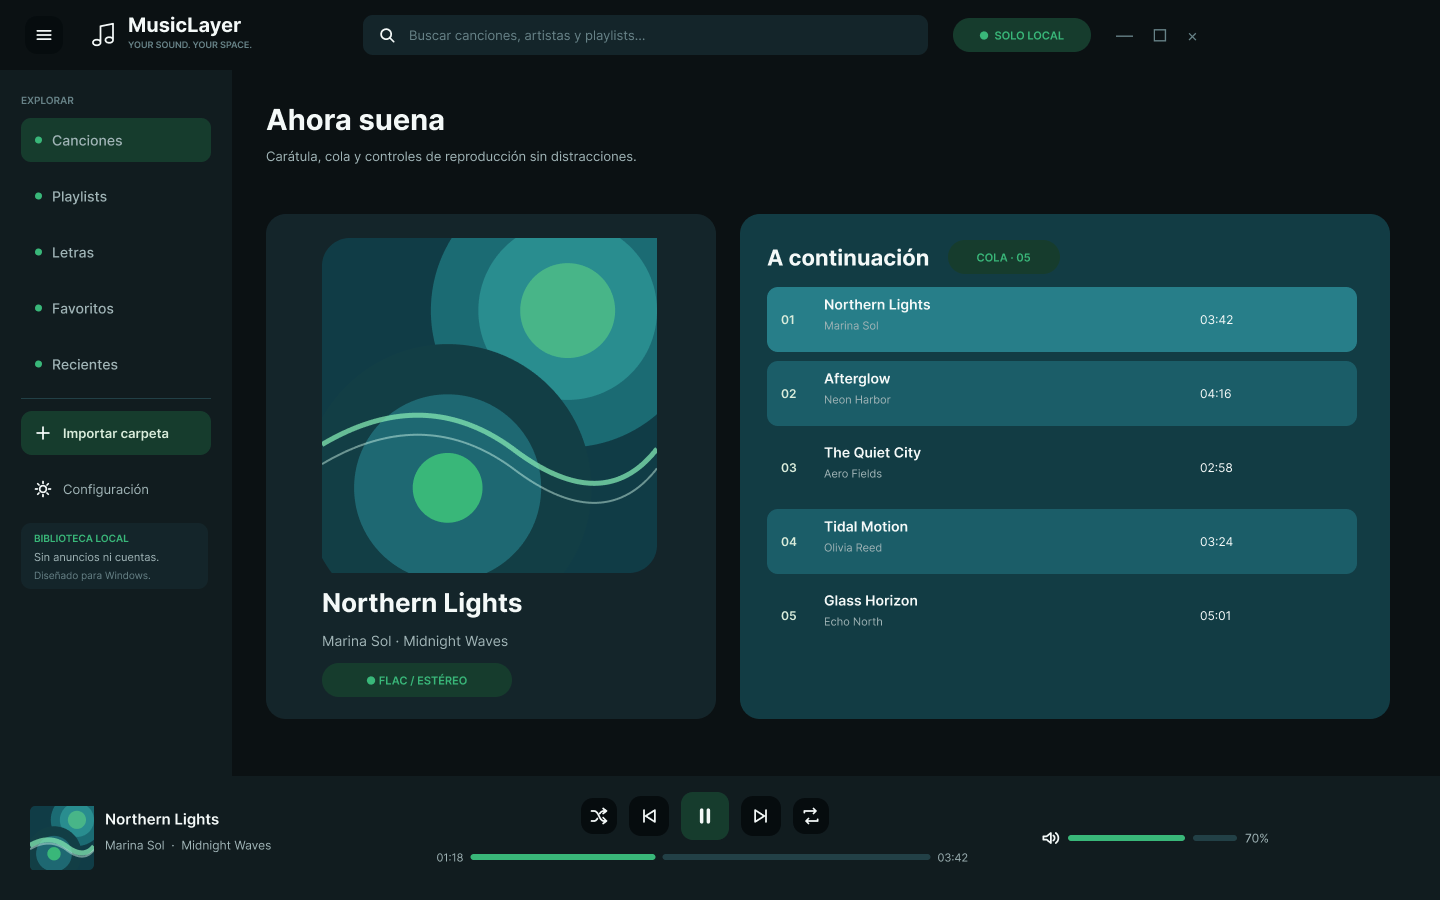 MusicLayer
YOUR SOUND. YOUR SPACE.
Buscar canciones, artistas y playlists...
SOLO LOCAL
EXPLORAR
Canciones
Playlists
Letras
Favoritos
Recientes
Importar carpeta
Configuración
BIBLIOTECA LOCAL
Sin anuncios ni cuentas.
Diseñado para Windows.
Ahora suena
Carátula, cola y controles de reproducción sin distracciones.
Northern Lights
Marina Sol · Midnight Waves
FLAC / ESTÉREO
A continuación
COLA · 05
01 Northern Lights 03:42
Marina Sol
02 Afterglow 04:16
Neon Harbor
03 The Quiet City 02:58
Aero Fields
04 Tidal Motion 03:24
Olivia Reed
05 Glass Horizon 05:01
Echo North
Northern Lights
Marina Sol · Midnight Waves
01:18
03:42
70%